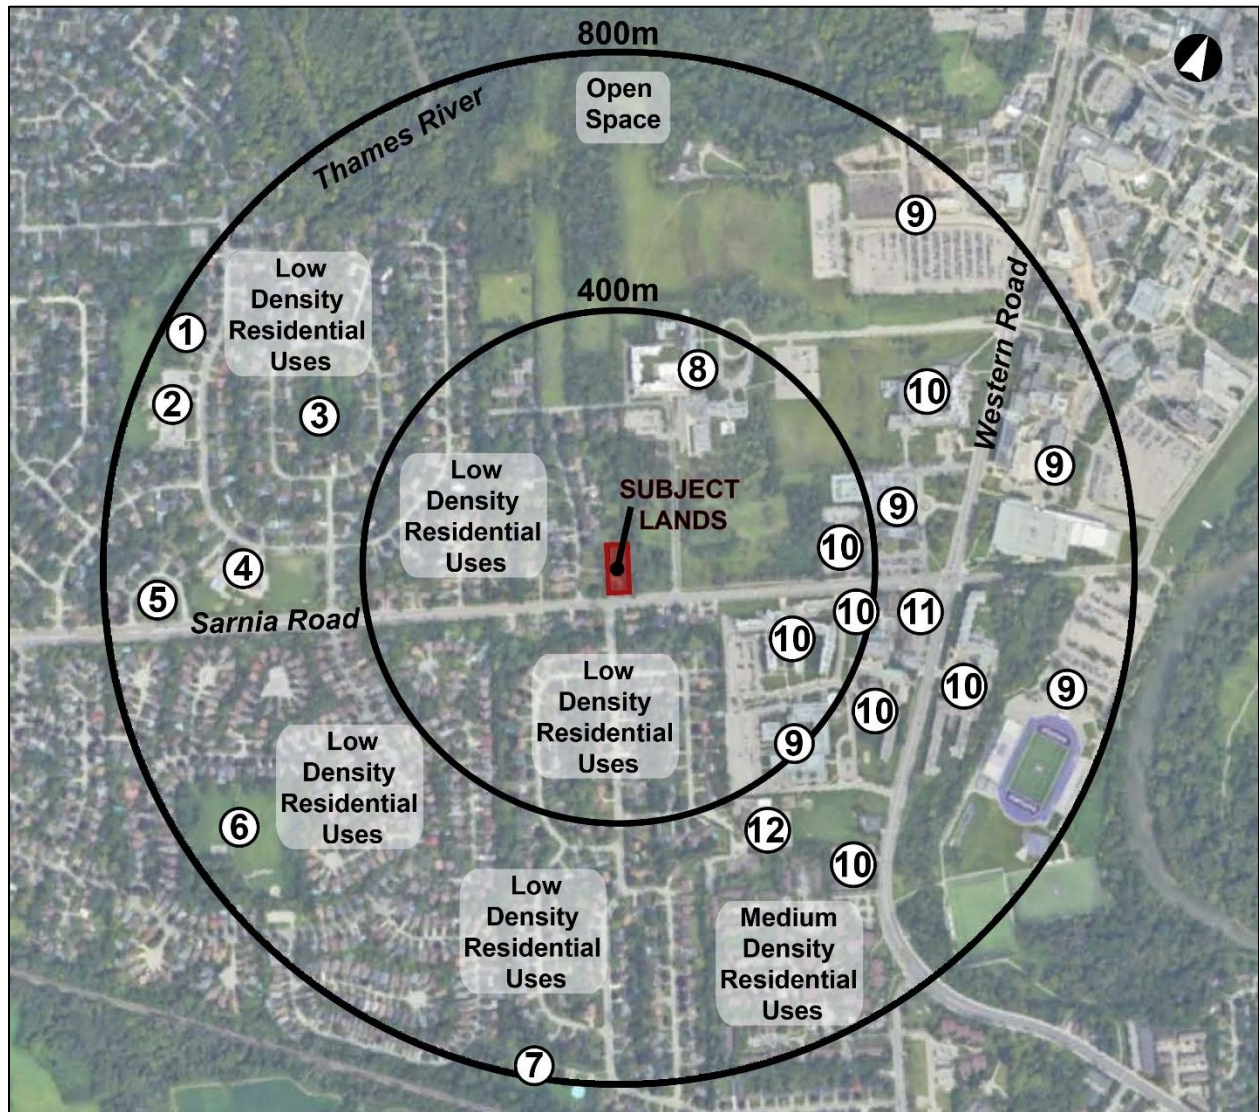 800m
Open
Space
Thames River
9
Low
Density
Residential
Uses
400m
Western Road
1
8
2
10
3
9
Low
Density
Residential
Uses
SUBJECT
LANDS
9
10
4
5
Sarnia Road
10
11
10
Low
Density
Residential
Uses
10
9
10
9
Low
Density
Residential
Uses
6
12
10
Low
Density
Residential
Uses
Medium
Density
Residential
Uses
7